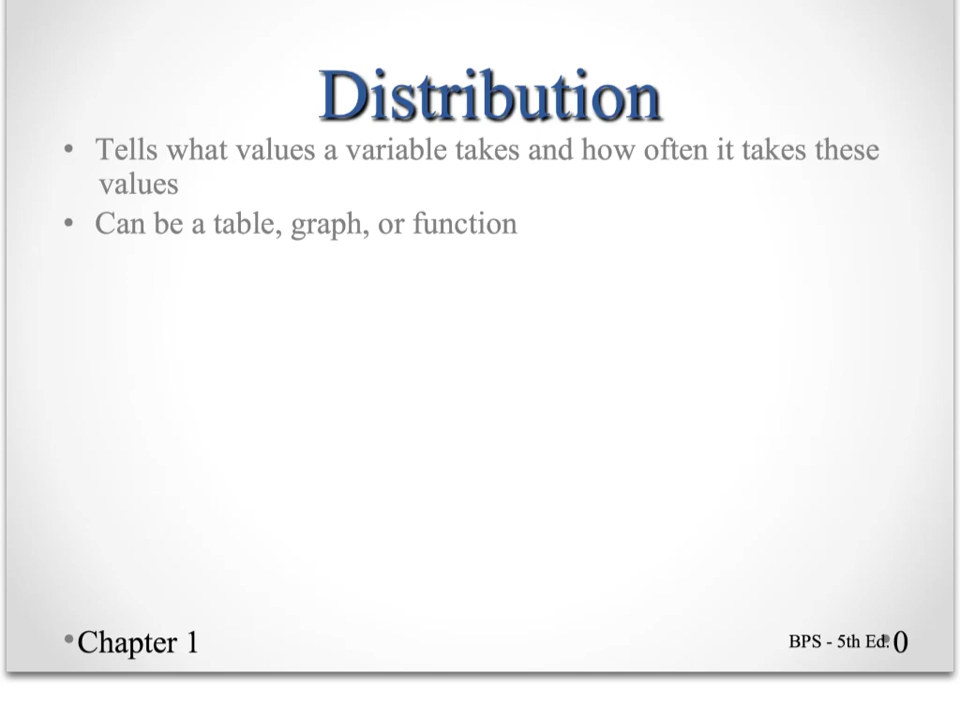 Distribution
• Tells what values a variable takes and how often it takes these
values
• Can be a table, graph, or function
•Chapter 1
BPS - 5th Ed.
•0